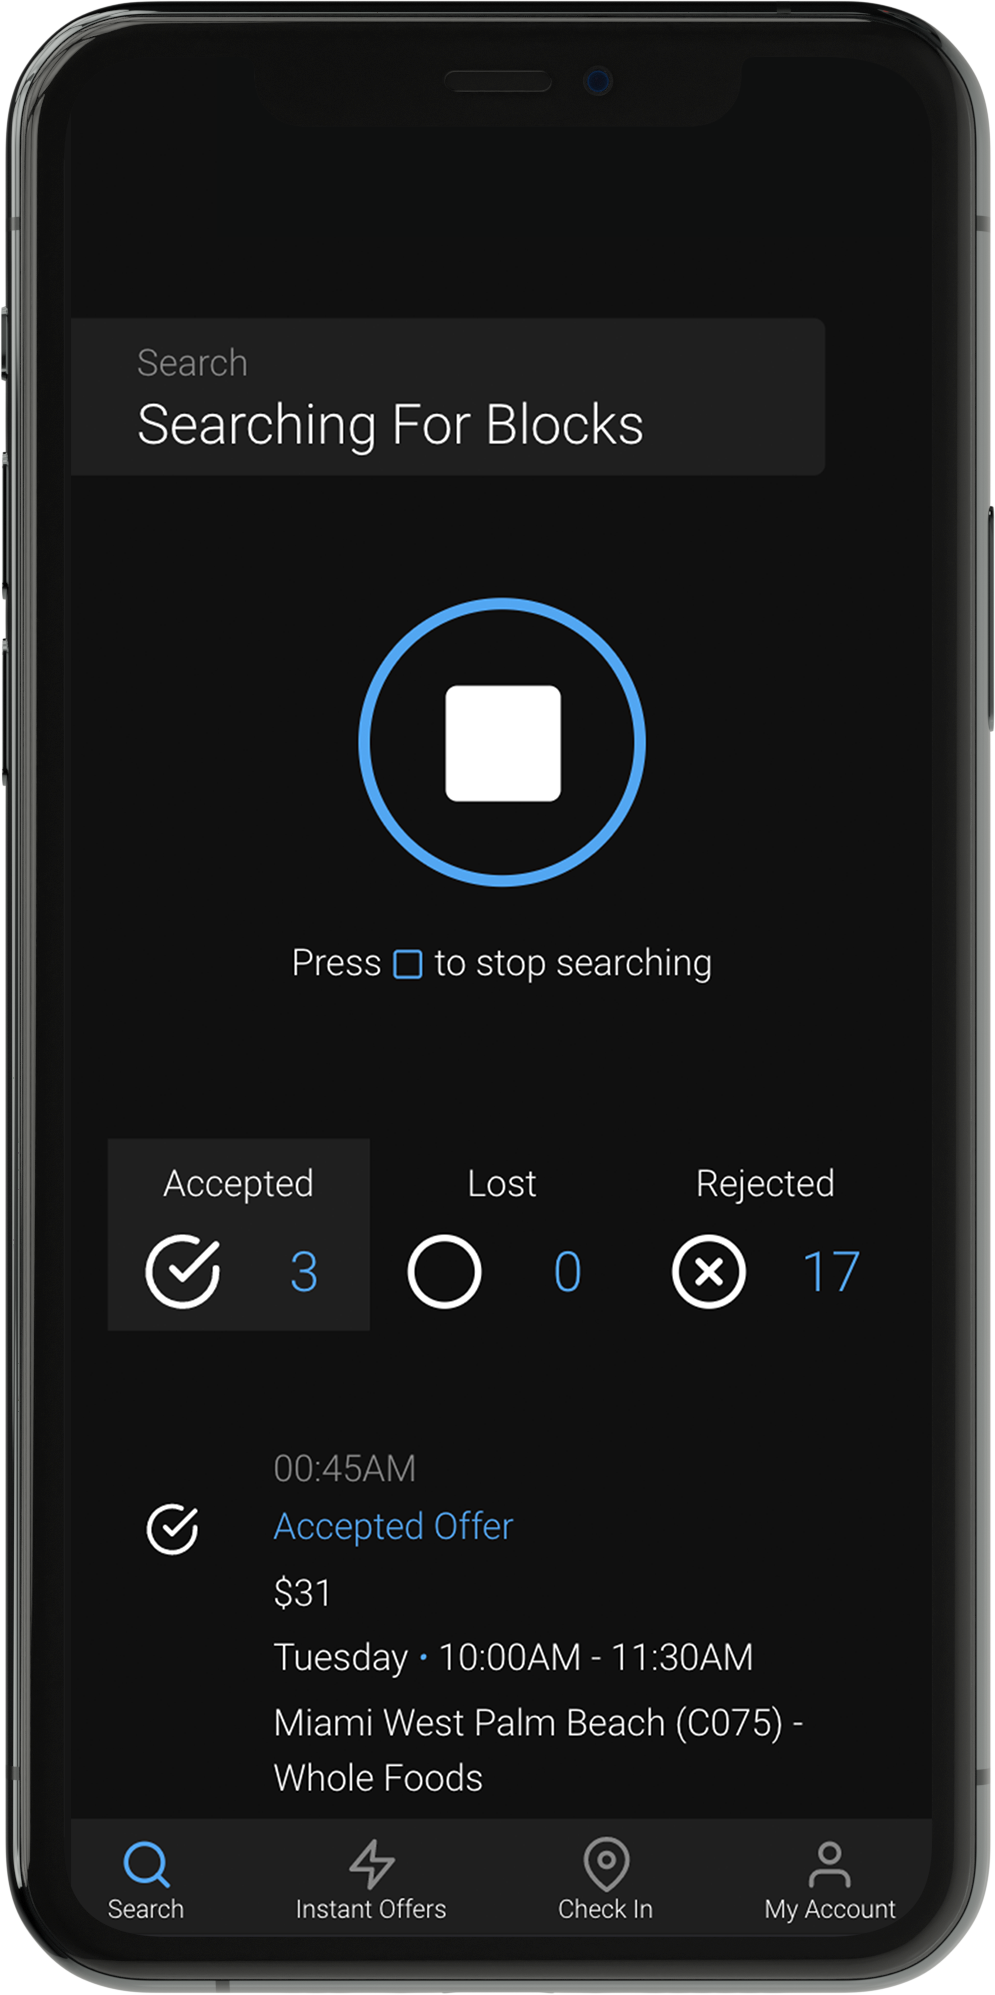 Search
Searching For Blocks
Press to stop searching
Accepted Lost Rejected
3 0 17
00:45AM
Accepted Offer
$31
Tuesday • 10:00AM - 11:30AM
Miami West Palm Beach (C075) -
Whole Foods
Search Instant Offers Check In My Account